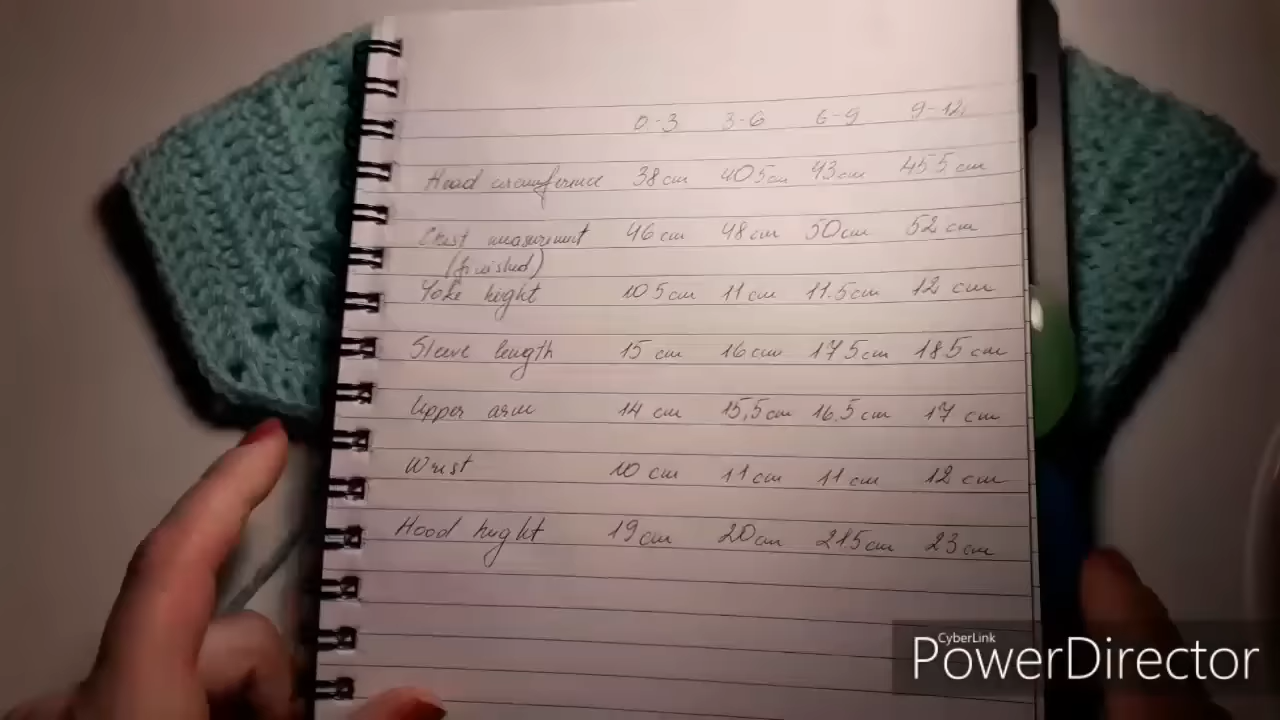 0-3 3-6 6-9 9-12
Head circumference 38 cm 40.5 cm 43 cm 45.5 cm
Chest measurement 46 cm 48 cm 50 cm 52 cm
(finished)
Yoke height 10.5 cm 11 cm 11.5 cm 12 cm
Sleeve length 15 cm 16 cm 17.5 cm 18.5 cm
Upper arm 14 cm 15,5 cm 16.5 cm 17 cm
Wrist 10 cm 11 cm 11 cm 12 cm
Hood height 19 cm 20 cm 21.5 cm 23 cm
CyberLink
PowerDirector